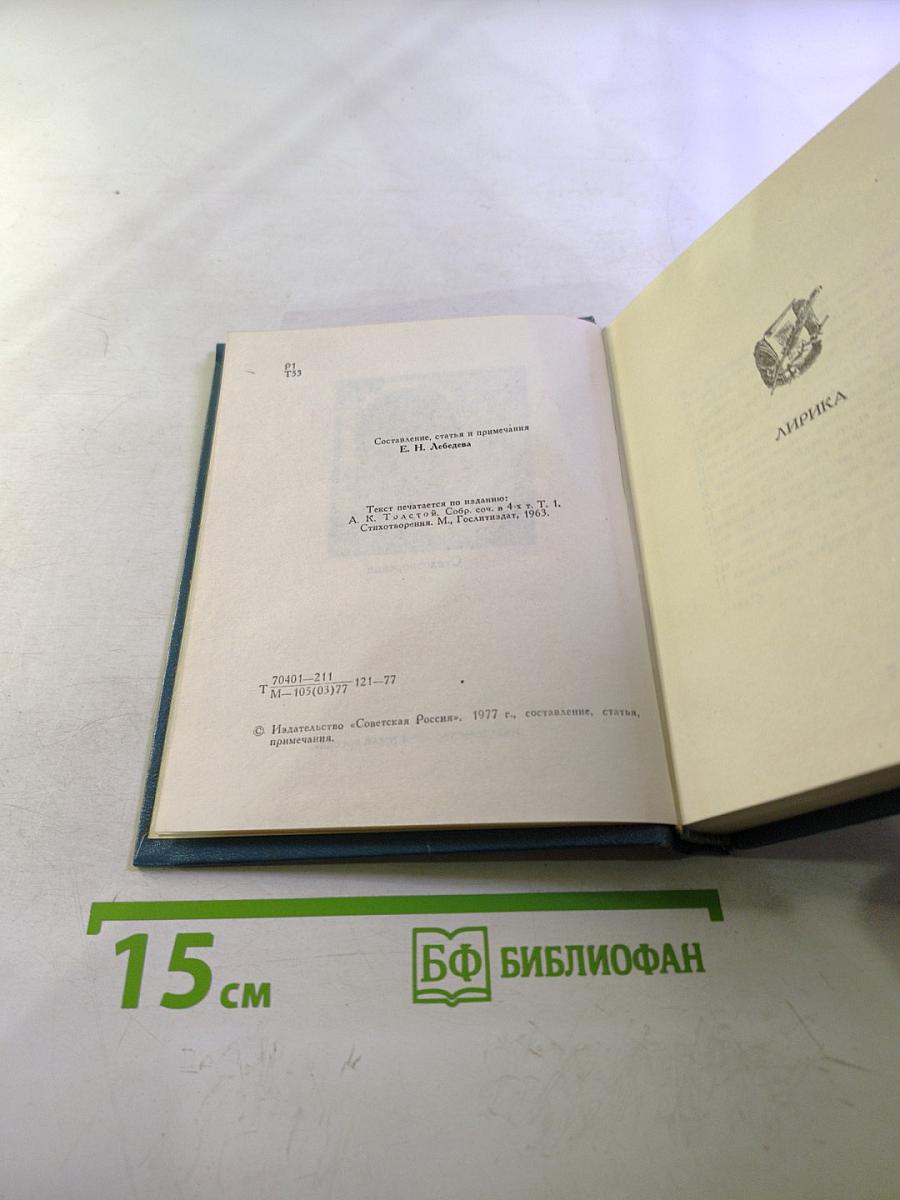 Р1
Т53
Составление, статья и примечания
Е. Н. Лебедева
Текст печатается по изданию:
А. К. Толстой. Собр. соч. в 4-х т. Т. 1.
Стихотворения. М., Гослитиздат, 1963.
Т 70401—211
М—105(03)77 121—77
© Издательство «Советская Россия», 1977 г., составление, статья,
примечания.
ЛИРИКА
15 см
БФ БИБЛИОФАН